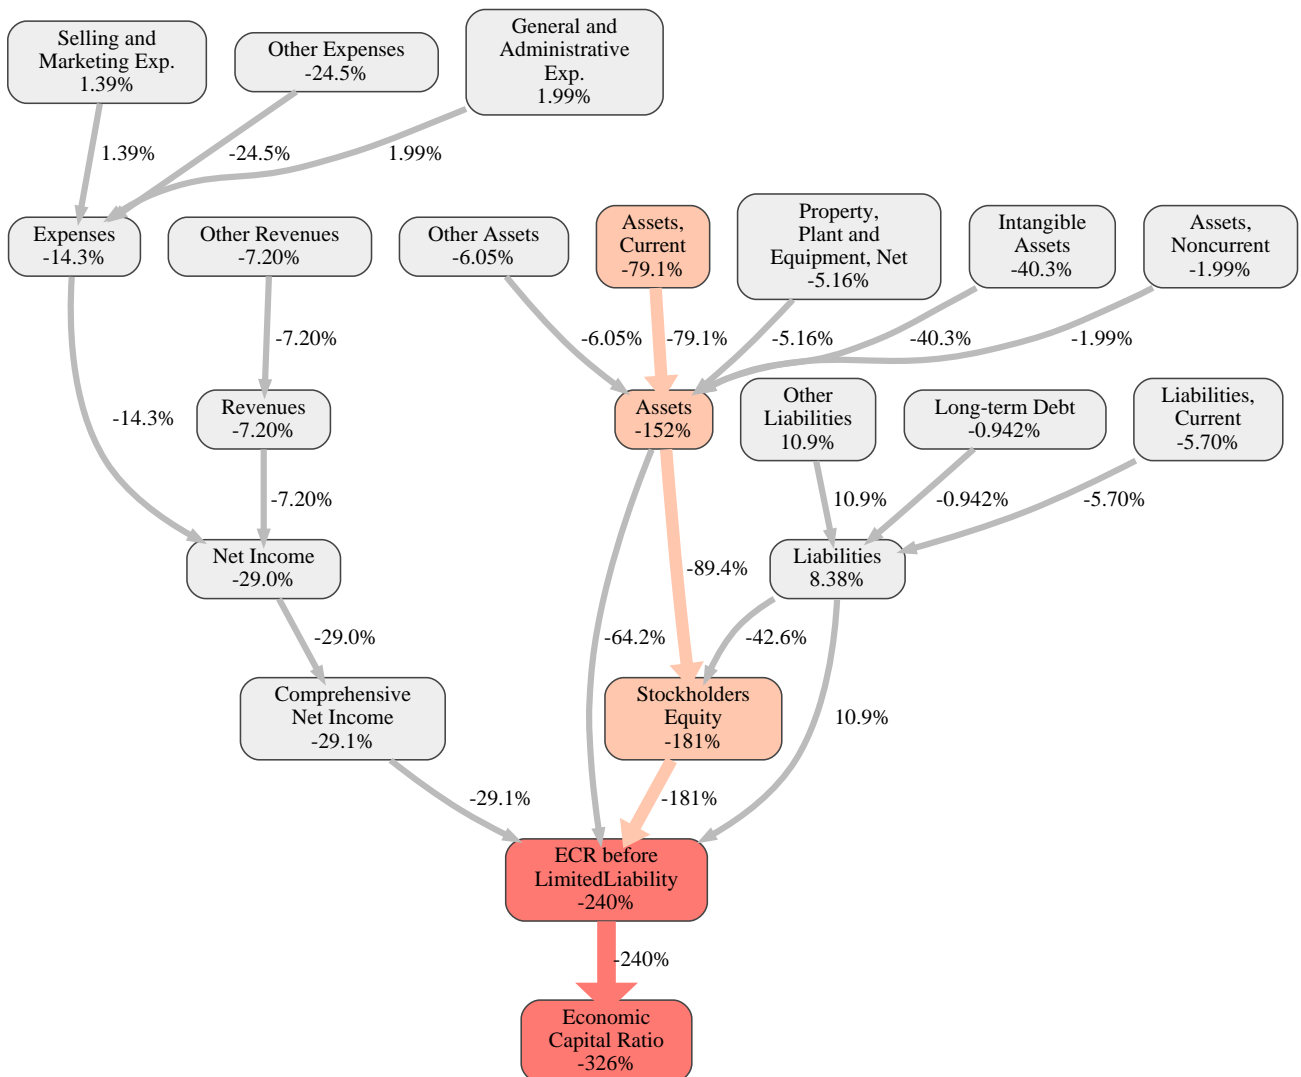 Selling and
Marketing Exp.
1.39%
Other Expenses
-24.5%
General and
Administrative
Exp.
1.99%
1.39%
-24.5%
1.99%
Expenses
-14.3%
Other Revenues
-7.20%
Other Assets
-6.05%
Assets,
Current
-79.1%
Property,
Plant and
Equipment, Net
-5.16%
Intangible
Assets
-40.3%
Assets,
Noncurrent
-1.99%
-7.20%
-6.05%
-79.1%
-5.16%
-40.3%
-1.99%
-14.3%
Revenues
-7.20%
Assets
-152%
Other
Liabilities
10.9%
Long-term Debt
-0.942%
Liabilities,
Current
-5.70%
-7.20%
10.9%
-0.942%
-5.70%
Net Income
-29.0%
-89.4%
Liabilities
8.38%
-29.0%
-64.2%
-42.6%
Comprehensive
Net Income
-29.1%
Stockholders
Equity
-181%
10.9%
-29.1%
-181%
ECR before
LimitedLiability
-240%
-240%
Economic
Capital Ratio
-326%